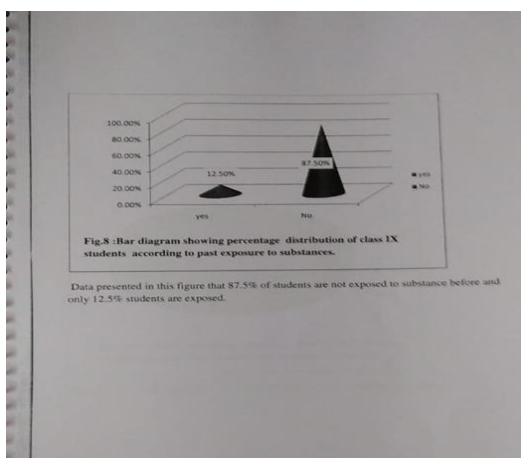 100.00%
80.00%
60.00%
40.00%
20.00%
0.00%
12.50%
87.50%
yes
No
yes
No
Fig.8 :Bar diagram showing percentage distribution of class IX
students according to past exposure to substances.
Data presented in this figure that 87.5% of students are not exposed to substance before and
only 12.5% students are exposed.